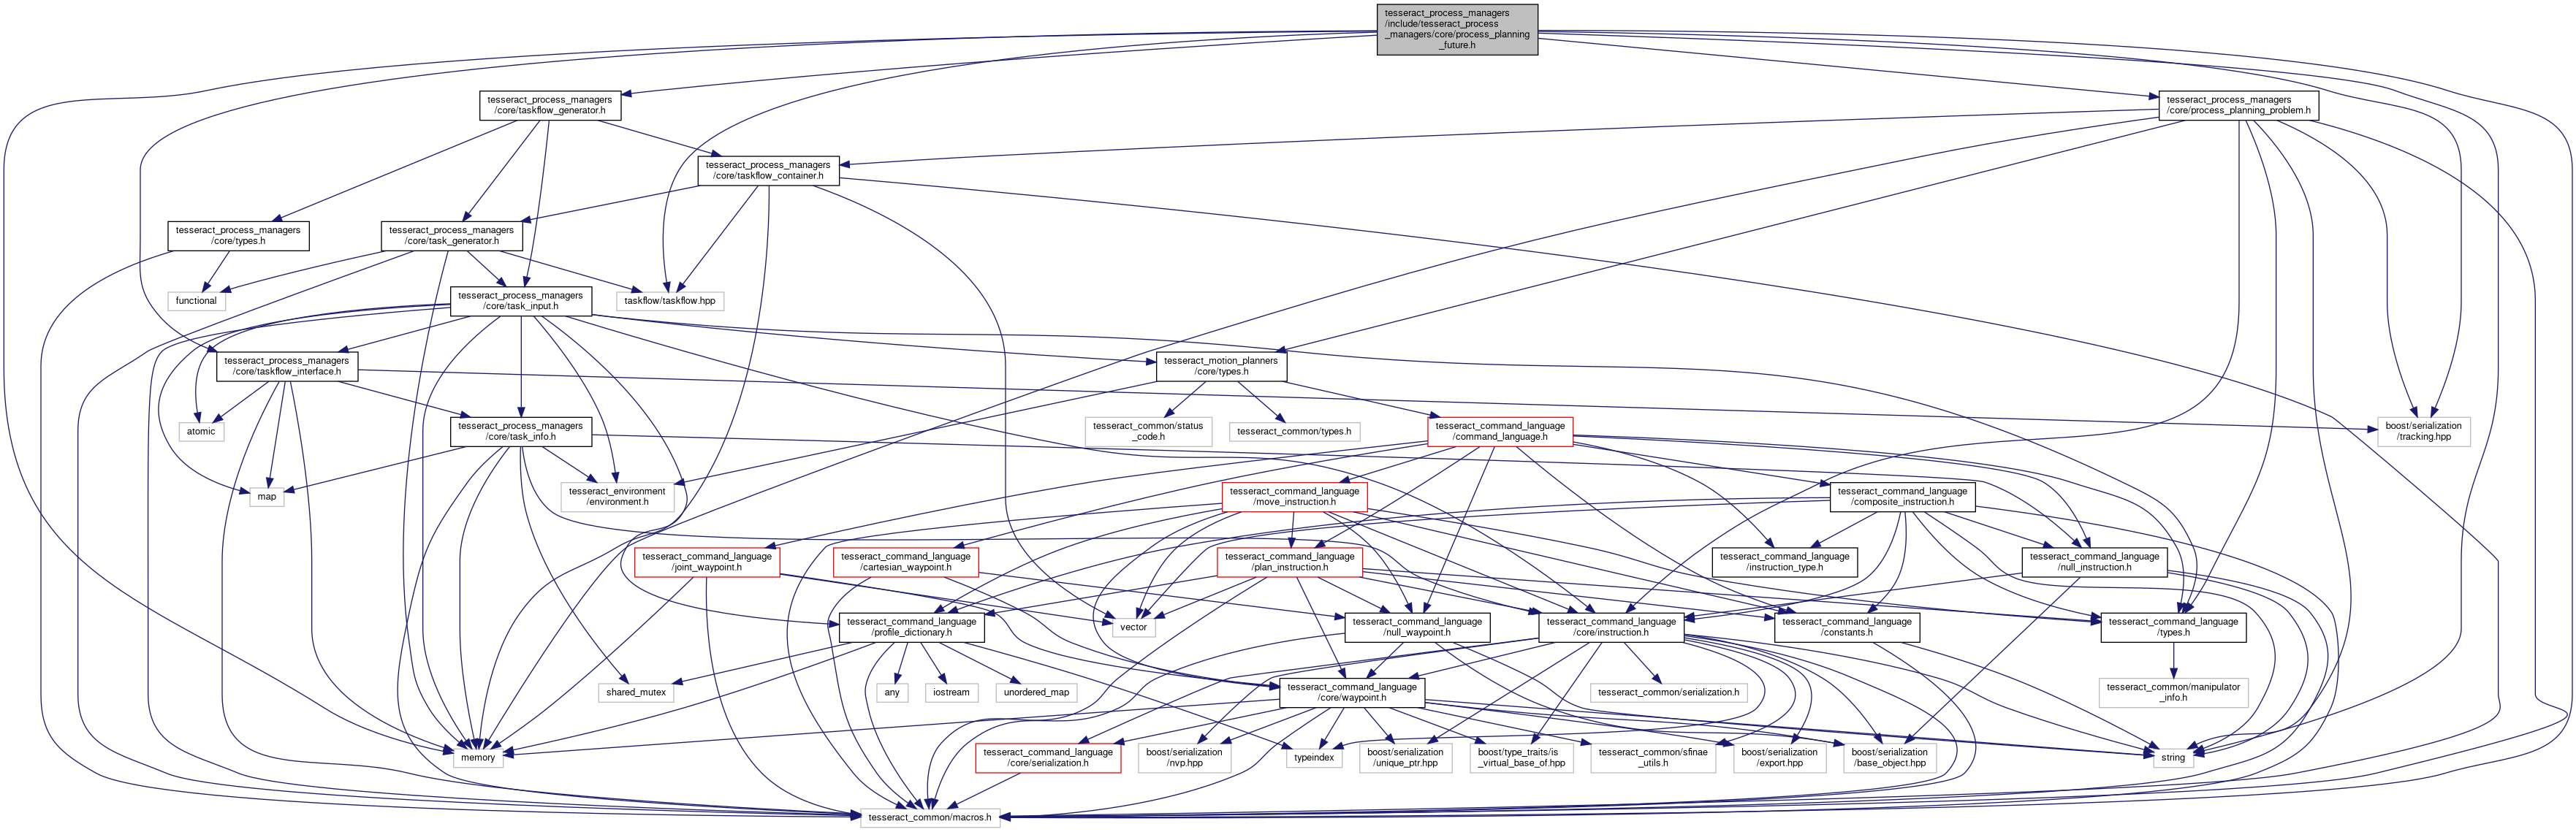 tesseract_process_managers
/include/tesseract_process
_managers/core/process_planning
_future.h
tesseract_process_managers
/core/taskflow_generator.h
tesseract_process_managers
/core/process_planning_problem.h
tesseract_process_managers
/core/taskflow_container.h
tesseract_process_managers
/core/types.h
tesseract_process_managers
/core/task_generator.h
functional
tesseract_process_managers
/core/task_input.h
taskflow/taskflow.hpp
tesseract_process_managers
/core/taskflow_interface.h
tesseract_motion_planners
/core/types.h
atomic
tesseract_process_managers
/core/task_info.h
tesseract_common/status
_code.h
tesseract_common/types.h
tesseract_command_language
/command_language.h
boost/serialization
/tracking.hpp
map
tesseract_environment
/environment.h
tesseract_command_language
/move_instruction.h
tesseract_command_language
/composite_instruction.h
tesseract_command_language
/joint_waypoint.h
tesseract_command_language
/cartesian_waypoint.h
tesseract_command_language
/plan_instruction.h
tesseract_command_language
/instruction_type.h
tesseract_command_language
/null_instruction.h
tesseract_command_language
/profile_dictionary.h
vector
tesseract_command_language
/null_waypoint.h
tesseract_command_language
/core/instruction.h
tesseract_command_language
/constants.h
tesseract_command_language
/types.h
shared_mutex
any
iostream
unordered_map
tesseract_command_language
/core/waypoint.h
tesseract_common/serialization.h
tesseract_common/manipulator
_info.h
memory
tesseract_command_language
/core/serialization.h
boost/serialization
/nvp.hpp
typeindex
boost/serialization
/unique_ptr.hpp
boost/type_traits/is
_virtual_base_of.hpp
tesseract_common/sfinae
_utils.h
boost/serialization
/export.hpp
boost/serialization
/base_object.hpp
string
tesseract_common/macros.h